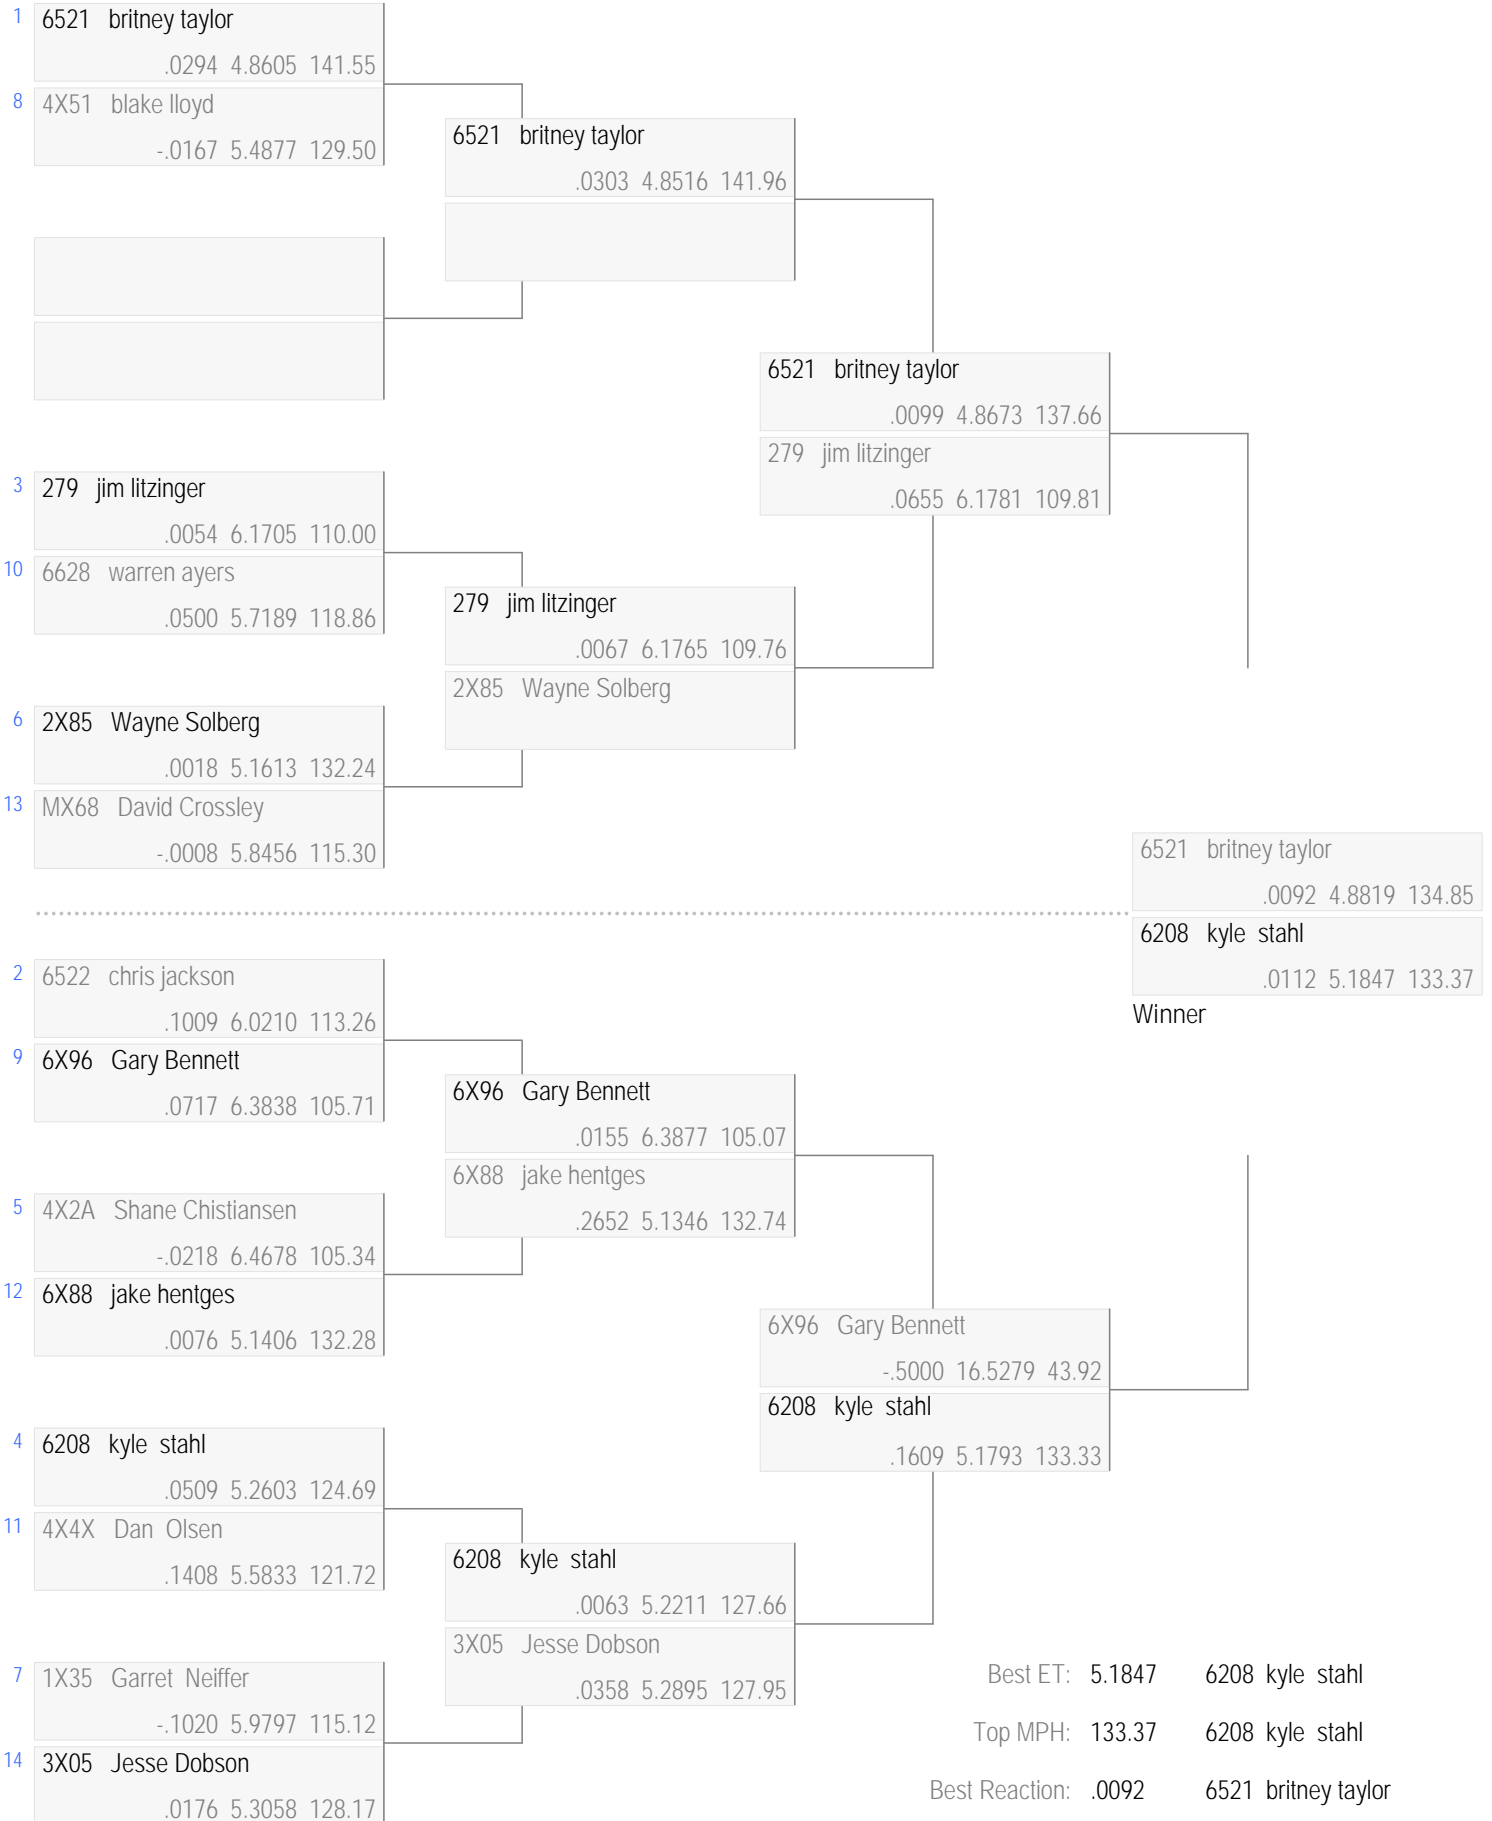 1 6521 britney taylor
.0294 4.8605 141.55
8 4X51 blake lloyd
-.0167 5.4877 129.50
6521 britney taylor
.0303 4.8516 141.96
6521 britney taylor
.0099 4.8673 137.66
279 jim litzinger
.0655 6.1781 109.81
3 279 jim litzinger
.0054 6.1705 110.00
10 6628 warren ayers
.0500 5.7189 118.86
279 jim litzinger
.0067 6.1765 109.76
2X85 Wayne Solberg
6 2X85 Wayne Solberg
.0018 5.1613 132.24
13 MX68 David Crossley
-.0008 5.8456 115.30
6521 britney taylor
.0092 4.8819 134.85
6208 kyle stahl
.0112 5.1847 133.37
Winner
2 6522 chris jackson
.1009 6.0210 113.26
9 6X96 Gary Bennett
.0717 6.3838 105.71
6X96 Gary Bennett
.0155 6.3877 105.07
6X88 jake hentges
.2652 5.1346 132.74
5 4X2A Shane Chistiansen
-.0218 6.4678 105.34
12 6X88 jake hentges
.0076 5.1406 132.28
6X96 Gary Bennett
-.5000 16.5279 43.92
6208 kyle stahl
.1609 5.1793 133.33
4 6208 kyle stahl
.0509 5.2603 124.69
11 4X4X Dan Olsen
.1408 5.5833 121.72
6208 kyle stahl
.0063 5.2211 127.66
3X05 Jesse Dobson
.0358 5.2895 127.95
7 1X35 Garret Neiffer
-.1020 5.9797 115.12
14 3X05 Jesse Dobson
.0176 5.3058 128.17
Best ET: 5.1847 6208 kyle stahl
Top MPH: 133.37 6208 kyle stahl
Best Reaction: .0092 6521 britney taylor